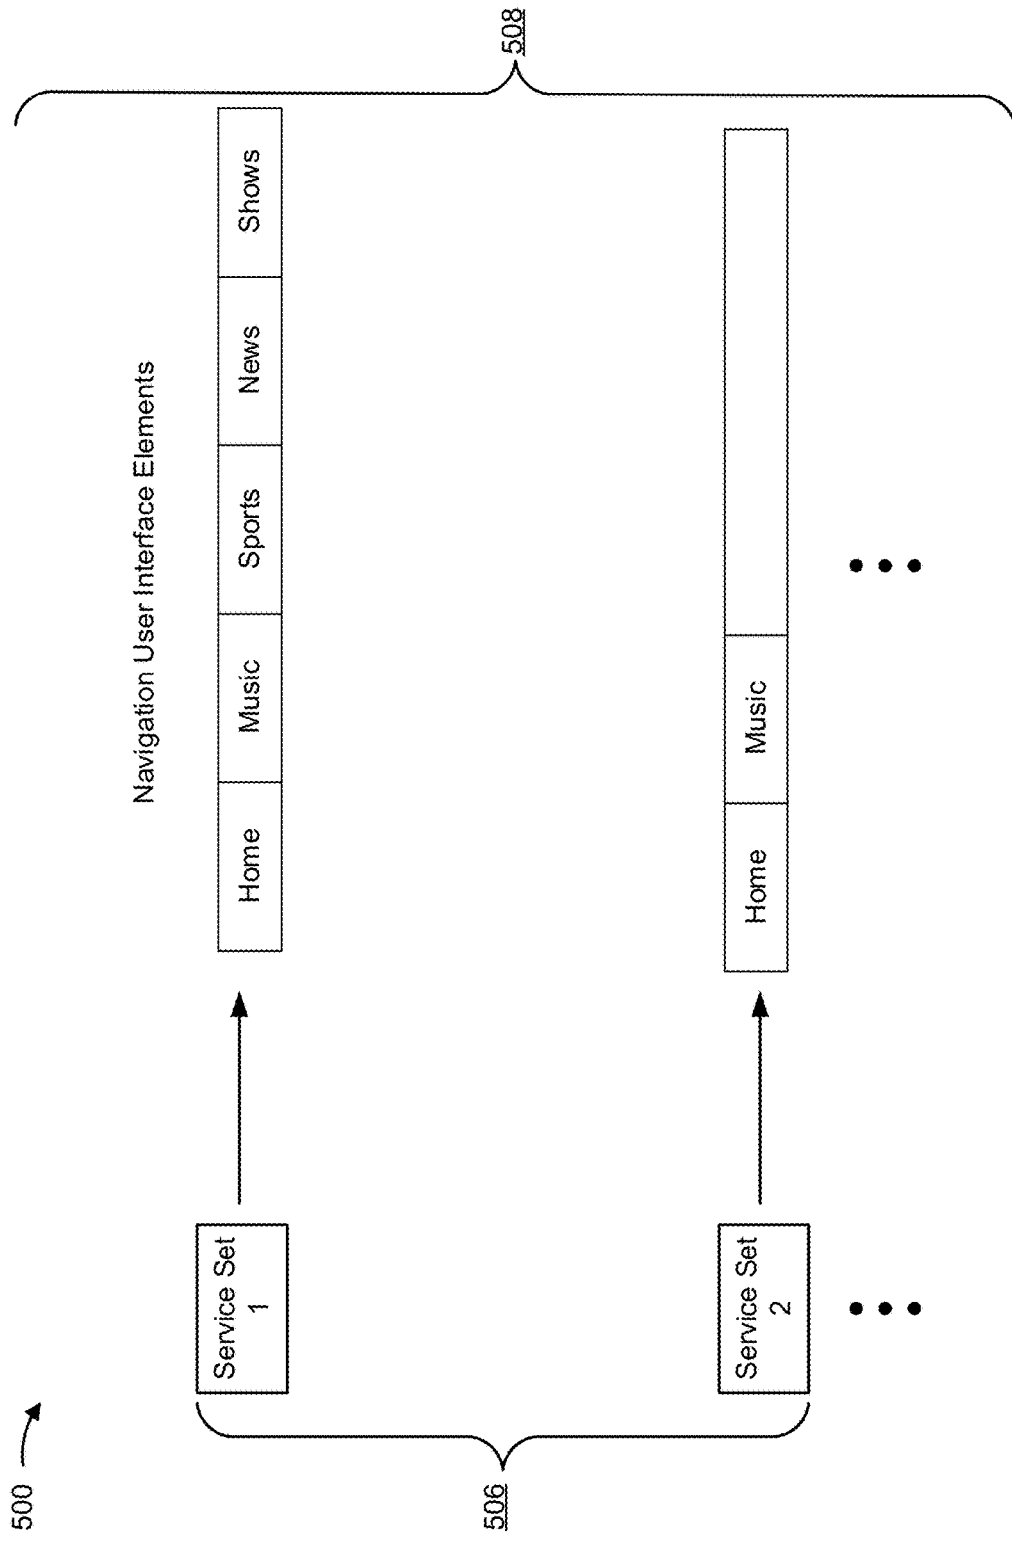 500
Navigation User Interface Elements
Service Set
1
Home
Music
Sports
News
Shows
506
508
Service Set
2
Home
Music